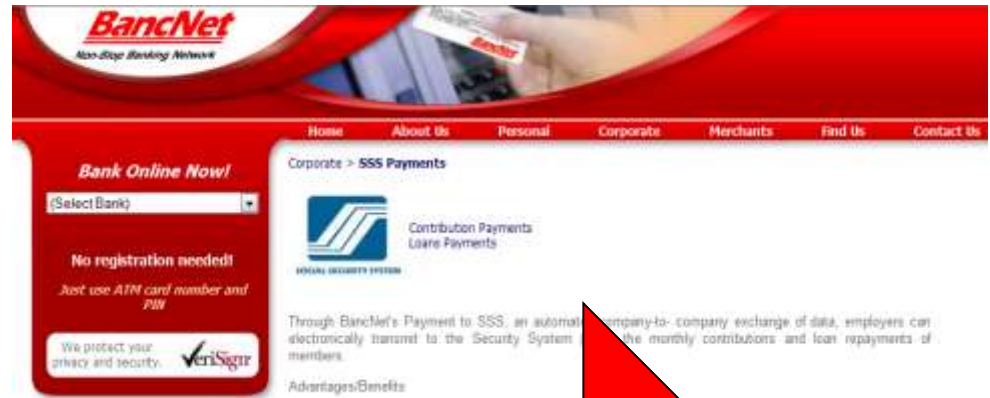 BancNet
Non-Stop Banking Network
BancNet
Home About Us Personal Corporate Merchants Find Us Contact Us
Bank Online Now!
(Select Bank)
No registration needed!
Just use ATM card number and
PIN
We protect your
privacy and security.
VeriSign
Corporate > SSS Payments
Contribution Payments
Loans Payments
SOCIAL SECURITY SYSTEM
Through BancNet's Payment to SSS, an automate company-to- company exchange of data, employers can
electronically transmit to the Security System the monthly contributions and loan repayments of
members.
Advantages/Benefits